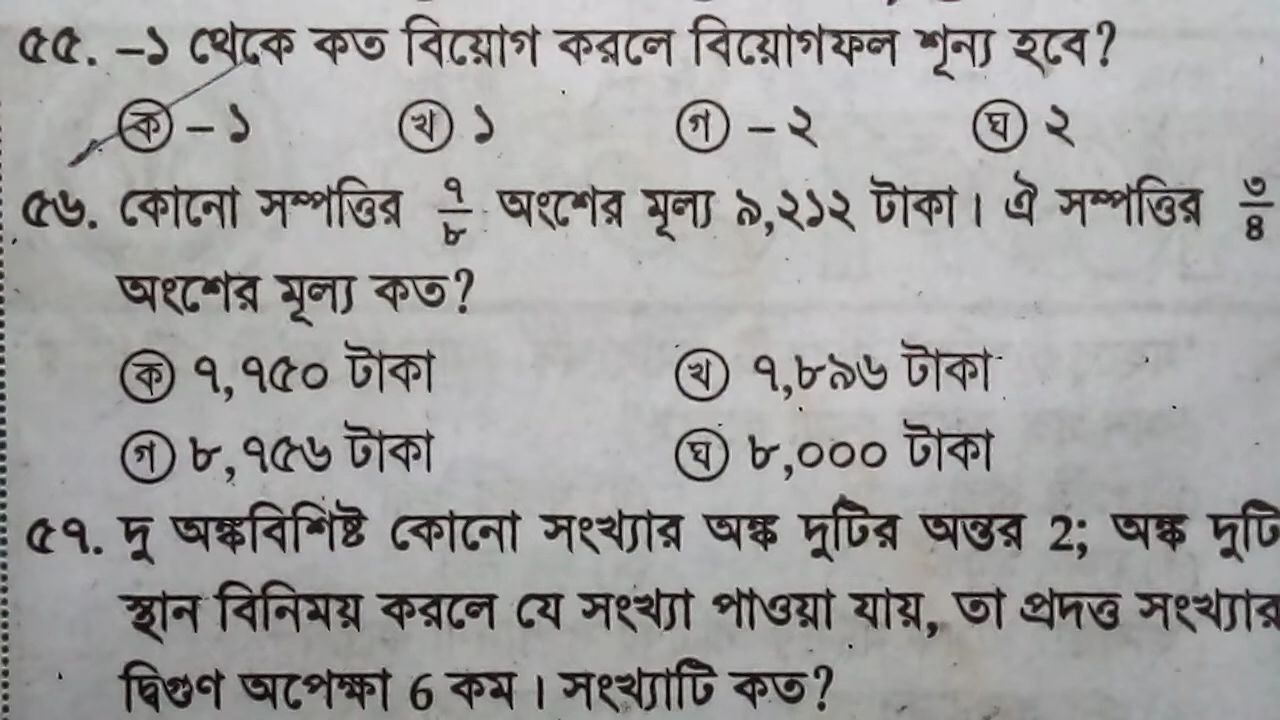 ৫৫. –১ থেকে কত বিয়োগ করলে বিয়োগফল শূন্য হবে?
ক – ১ খ ১ গ – ২ ঘ ২
৫৬. কোনো সম্পত্তির ৭/৮ অংশের মূল্য ৯,২১২ টাকা। ঐ সম্পত্তির ৩/৪
অংশের মূল্য কত?
ক ৭,৭৫০ টাকা খ ৭,৮৯৬ টাকা
গ ৮,৭৫৬ টাকা ঘ ৮,০০০ টাকা
৫৭. দু অঙ্কবিশিষ্ট কোনো সংখ্যার অঙ্ক দুটির অন্তর 2; অঙ্ক দুটি
স্থান বিনিময় করলে যে সংখ্যা পাওয়া যায়, তা প্রদত্ত সংখ্যার
দ্বিগুণ অপেক্ষা 6 কম। সংখ্যাটি কত?